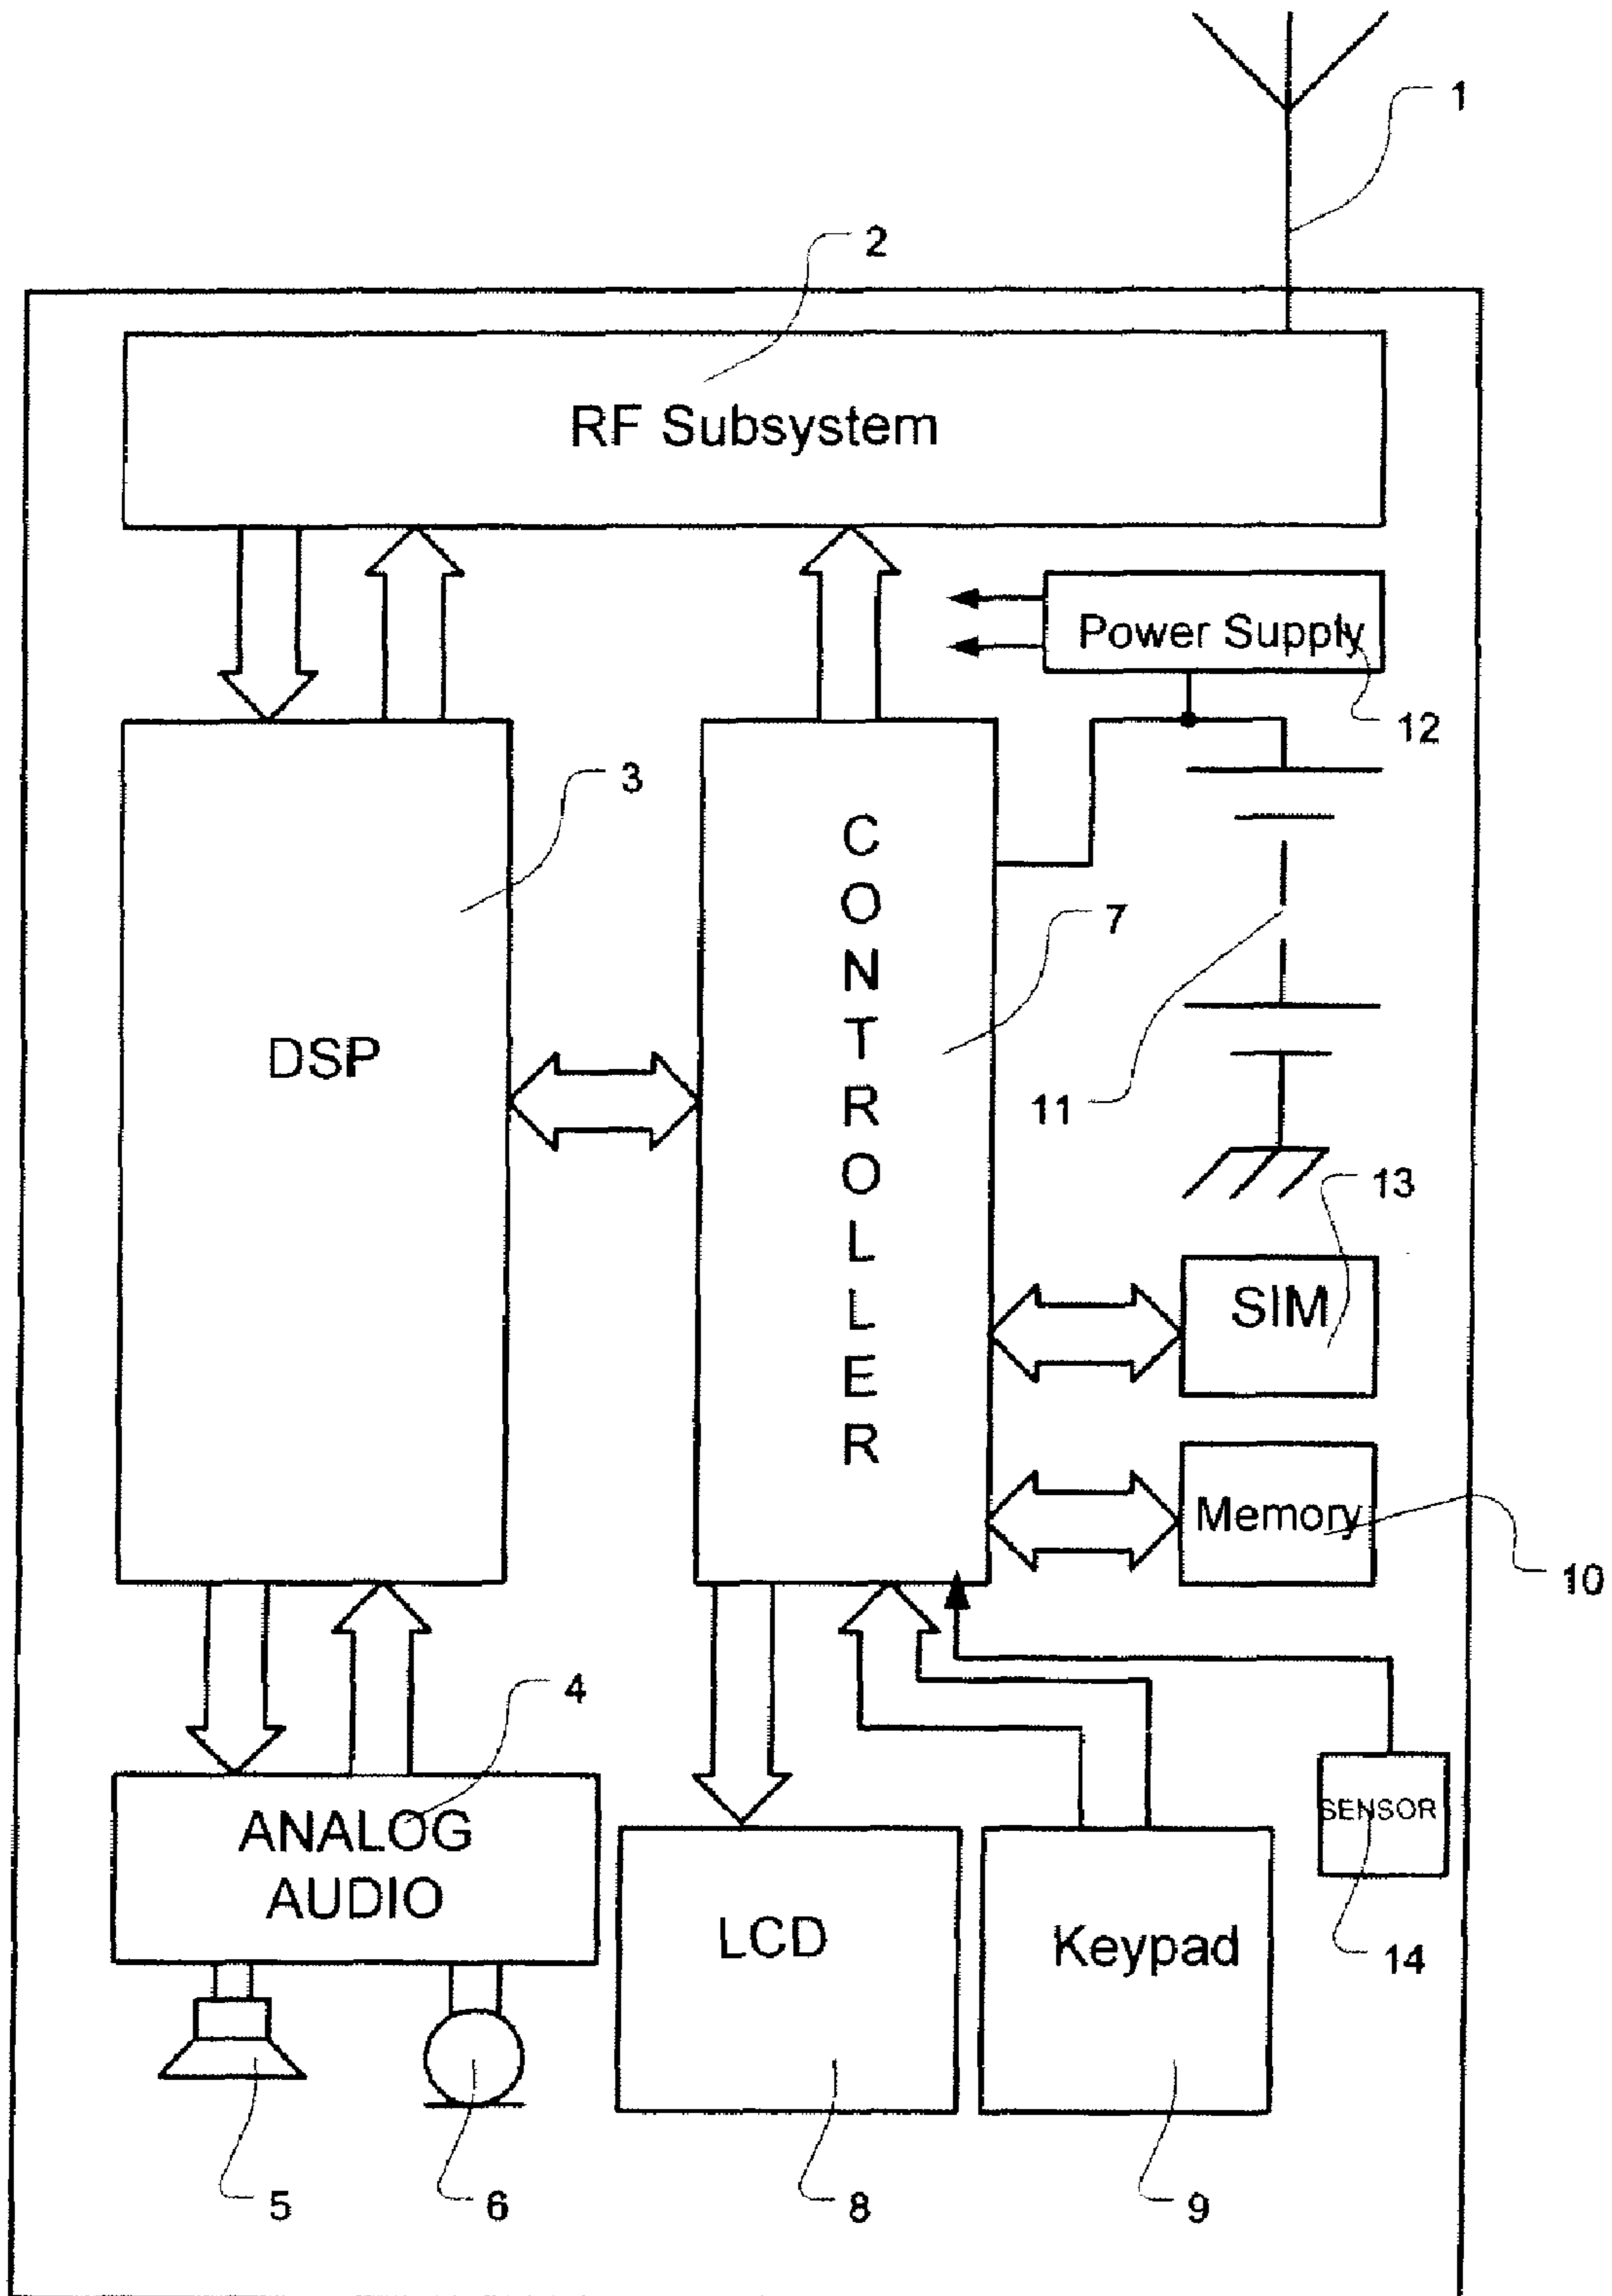 1
2
RF Subsystem
Power Supply
12
3
C
O
N
T
R
O
L
L
E
R
7
DSP
11
13
SIM
Memory
10
4
ANALOG
AUDIO
SENSOR
LCD
Keypad
14
5
6
8
9